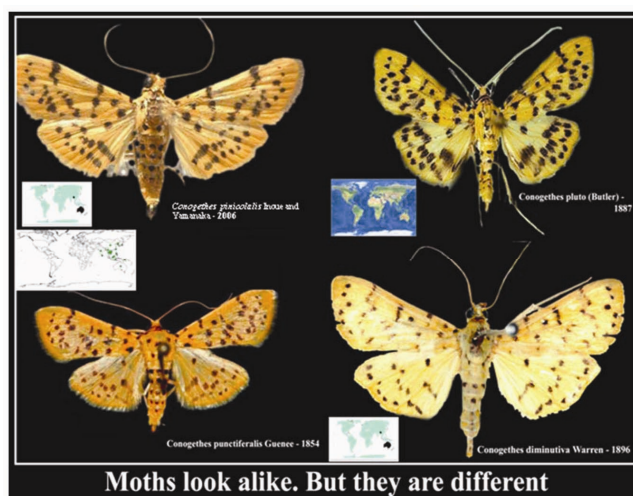 Conogethes pinicolalis Inoue and
Yamanaka - 2006
Conogethes pluto (Butler) -
1887
Conogethes punctiferalis Guenee - 1854
Conogethes diminutiva Warren - 1896
Moths look alike. But they are different